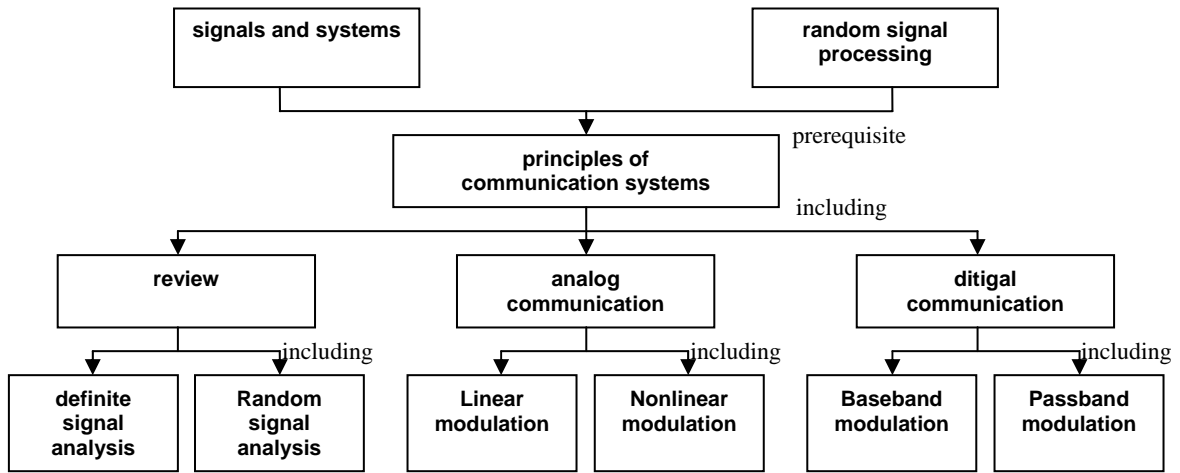 signals and systems
random signal
processing
prerequisite
principles of
communication systems
including
review
analog
communication
ditigal
communication
including
including
including
definite
signal
analysis
Random
signal
analysis
Linear
modulation
Nonlinear
modulation
Baseband
modulation
Passband
modulation